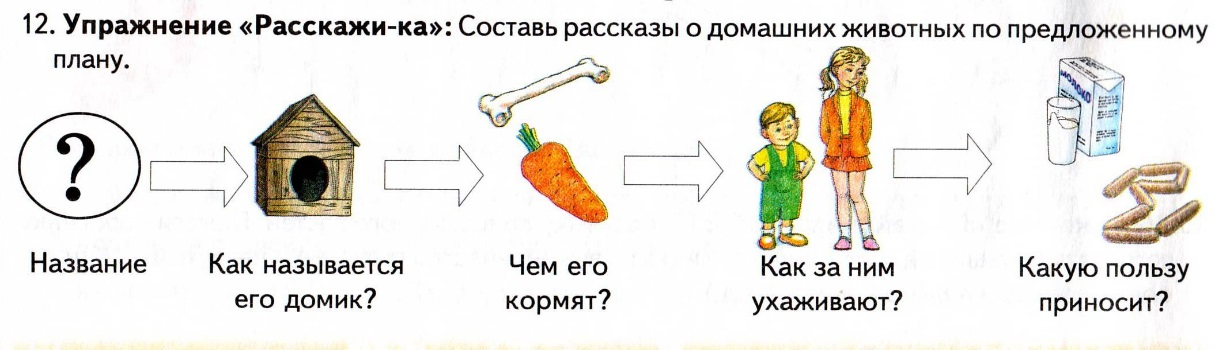 12. Упражнение «Расскажи-ка»: Составь рассказы о домашних животных по предложенному
плану.
?
МОЛОКО
Название
Как называется
его домик?
Чем его
кормят?
Как за ним
ухаживают?
Какую пользу
приносит?